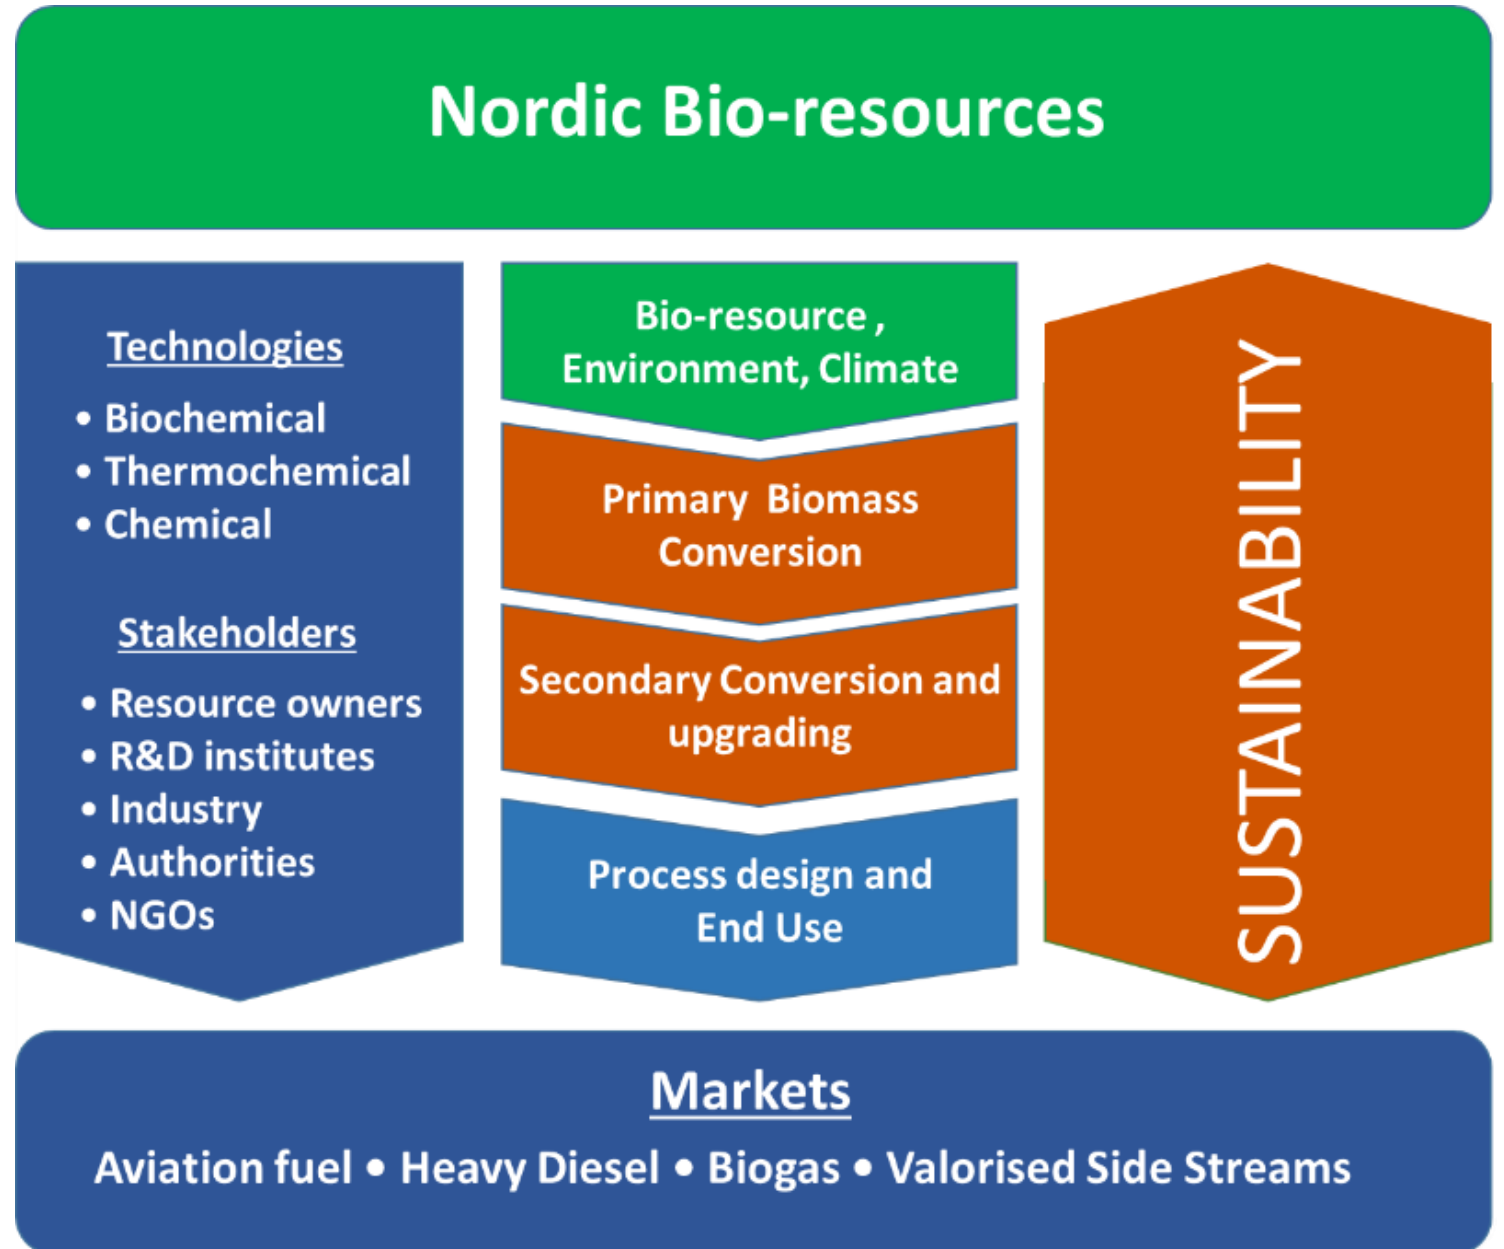 Nordic Bio-resources
Technologies
• Biochemical
• Thermochemical
• Chemical
Stakeholders
• Resource owners
• R&D institutes
• Industry
• Authorities
• NGOs
Bio-resource ,
Environment, Climate
Primary Biomass
Conversion
Secondary Conversion and
upgrading
Process design and
End Use
SUSTAINABILITY
Markets
Aviation fuel • Heavy Diesel • Biogas • Valorised Side Streams